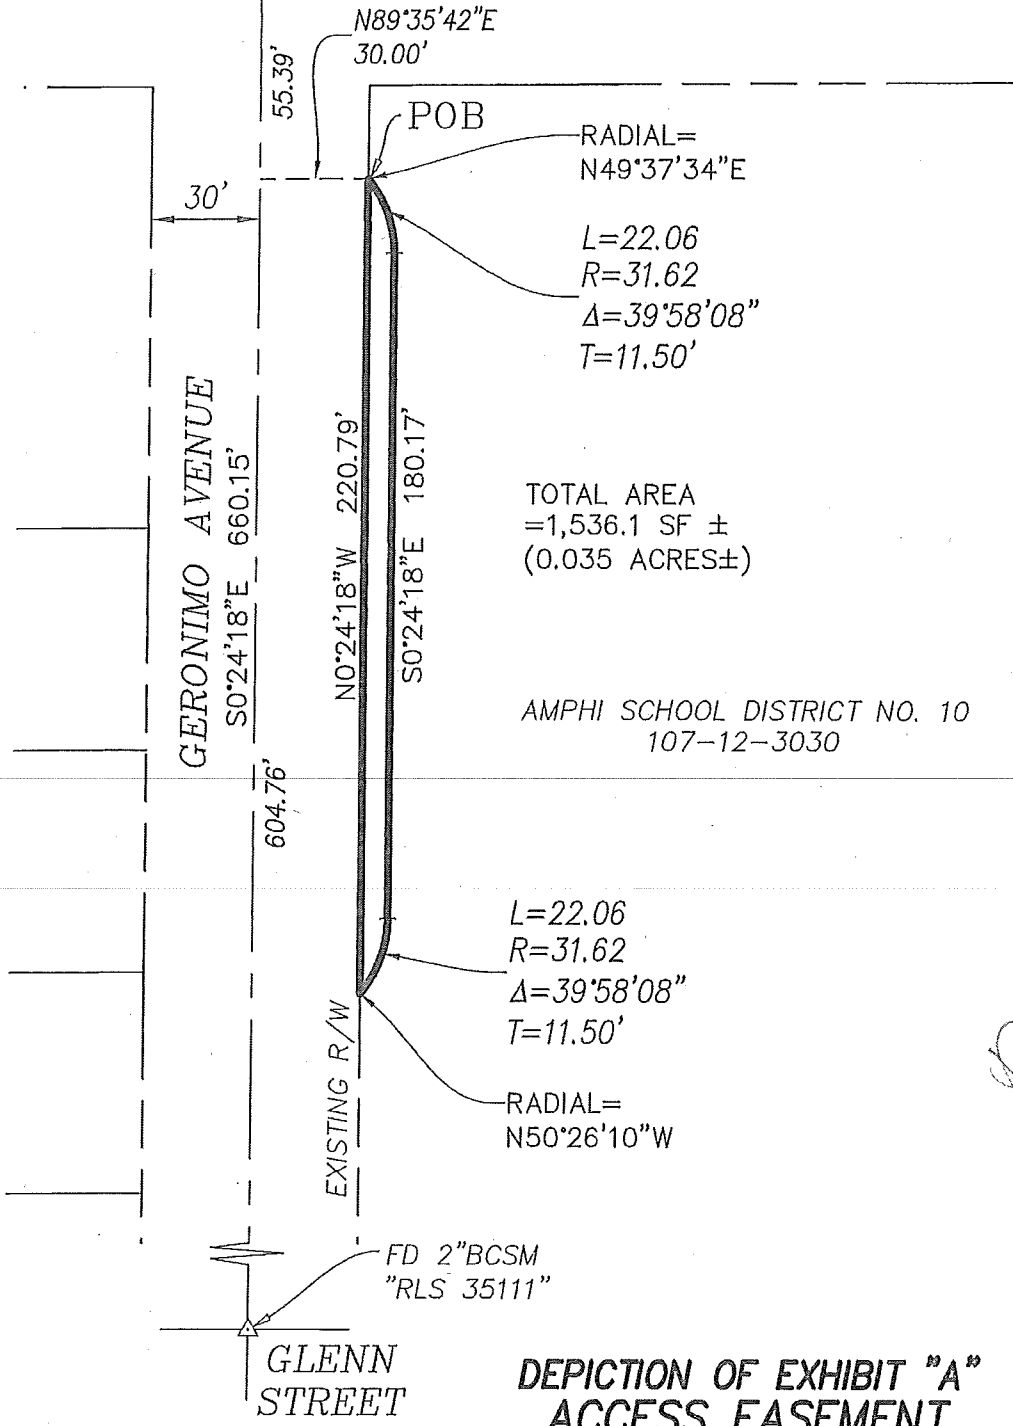 N89°35'42"E
30.00'
55.39'
POB
RADIAL=
N49°37'34"E
30'
L=22.06
R=31.62
Δ=39°58'08"
T=11.50'
GERONIMO AVENUE
S0°24'18"E 660.15'
N0°24'18"W 220.79'
S0°24'18"E 180.17'
TOTAL AREA
=1,536.1 SF ±
(0.035 ACRES±)
AMPHI SCHOOL DISTRICT NO. 10
107-12-3030
604.76'
L=22.06
R=31.62
Δ=39°58'08"
T=11.50'
EXISTING R/W
RADIAL=
N50°26'10"W
FD 2"BCSM
"RLS 35111"
GLENN
STREET
DEPICTION OF EXHIBIT "A"
ACCESS EASEMENT